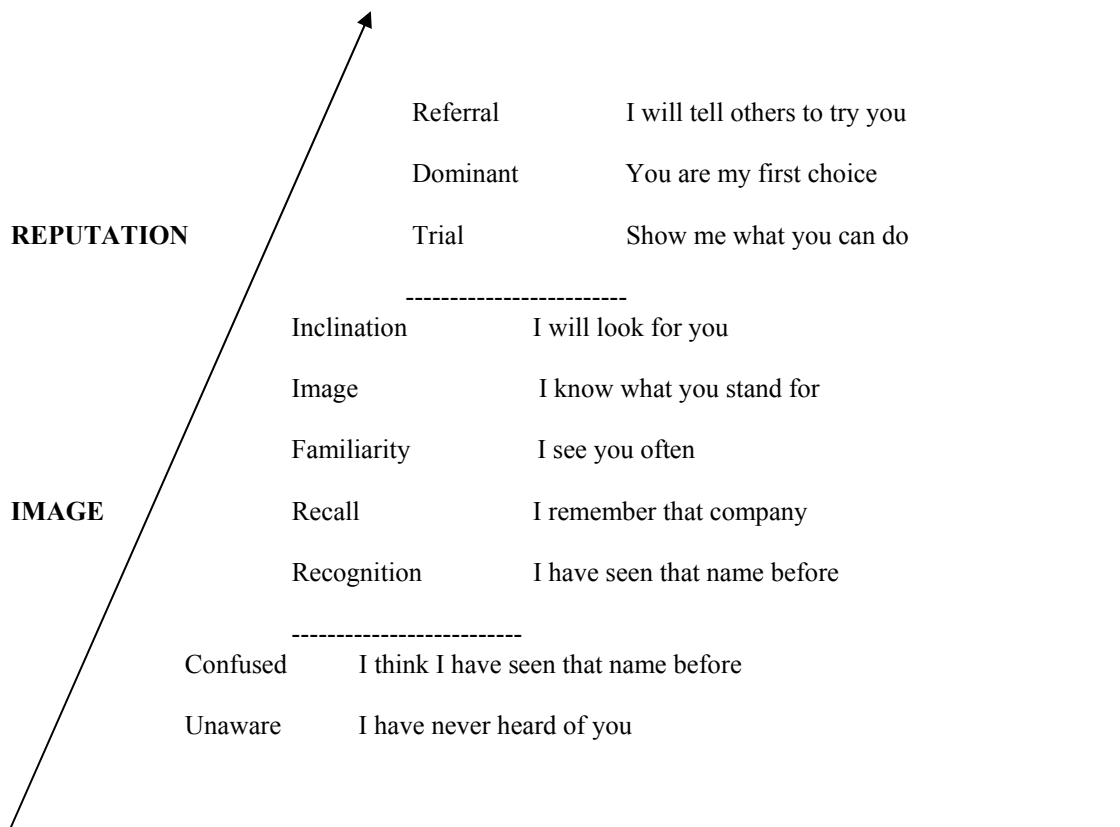 Referral I will tell others to try you
Dominant You are my first choice
REPUTATION Trial Show me what you can do
--------------------------
Inclination I will look for you
Image I know what you stand for
Familiarity I see you often
IMAGE Recall I remember that company
Recognition I have seen that name before
--------------------------
Confused I think I have seen that name before
Unaware I have never heard of you